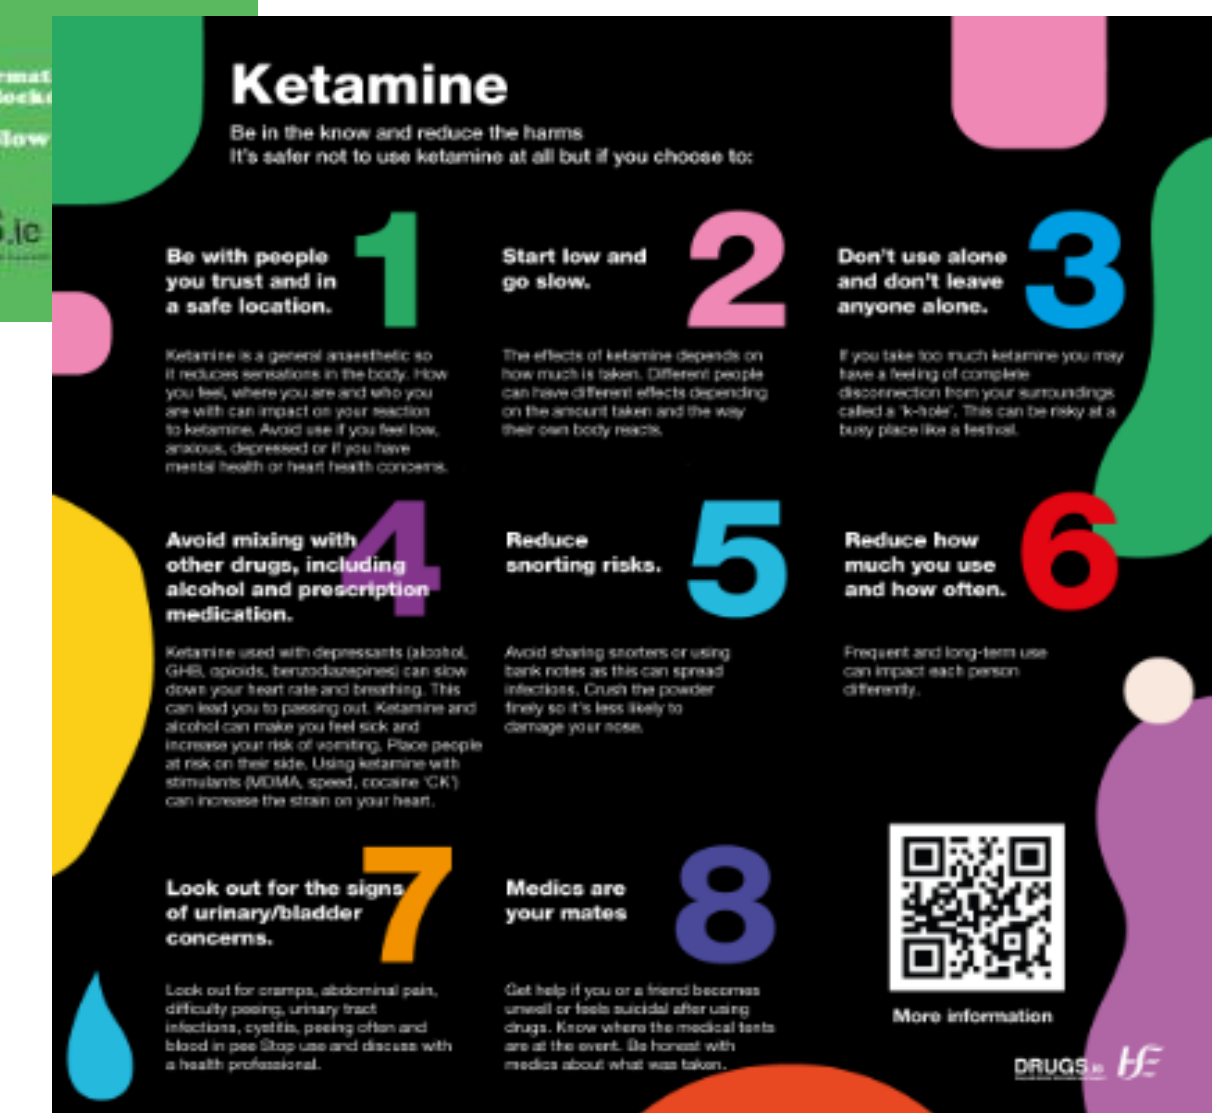 Ketamine
Be in the know and reduce the harms
It's safer not to use ketamine at all but if you choose to:
1
Be with people
you trust and in
a safe location.
Ketamine is a general anaesthetic so
it reduces sensations in the body. How
you feel, where you are and who you
are with can impact on your reaction
to ketamine. Avoid use if you feel low,
anxious, depressed or if you have
mental health or heart health concerns.
2
Start low and
go slow.
The effects of ketamine depends on
how much is taken. Different people
can have different effects depending
on the amount taken and the way
their own body reacts.
3
Don't use alone
and don't leave
anyone alone.
If you take too much ketamine you may
have a feeling of complete
disconnection from your surroundings
called a 'k-hole'. This can be risky at a
busy place like a festival.
4
Avoid mixing with
other drugs, including
alcohol and prescription
medication.
Ketamine used with depressants (alcohol,
GHB, opioids, benzodiazepines) can slow
down your heart rate and breathing. This
can lead you to passing out. Ketamine and
alcohol can make you feel sick and
increase your risk of vomiting. Place people
at risk on their side. Using ketamine with
stimulants (MDMA, speed, cocaine 'CK')
can increase the strain on your heart.
5
Reduce
snorting risks.
Avoid sharing snorters or using
bank notes as this can spread
infections. Crush the powder
finely so it's less likely to
damage your nose.
6
Reduce how
much you use
and how often.
Frequent and long-term use
can impact each person
differently.
7
Look out for the signs
of urinary/bladder
concerns.
Look out for cramps, abdominal pain,
difficulty peeing, urinary tract
infections, cystitis, peeing often and
blood in pee Stop use and discuss with
a health professional.
8
Medics are
your mates
Get help if you or a friend becomes
unwell or feels suicidal after using
drugs. Know where the medical tents
are at the event. Be honest with
medics about what was taken.
More information
DRUGS.ie
.ie